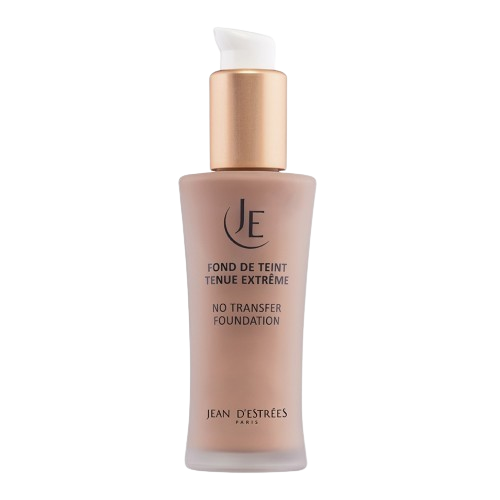 JE
FOND DE TEINT
TENUE EXTRÊME
NO TRANSFER
FOUNDATION
JEAN D'ESTRÉES
PARIS